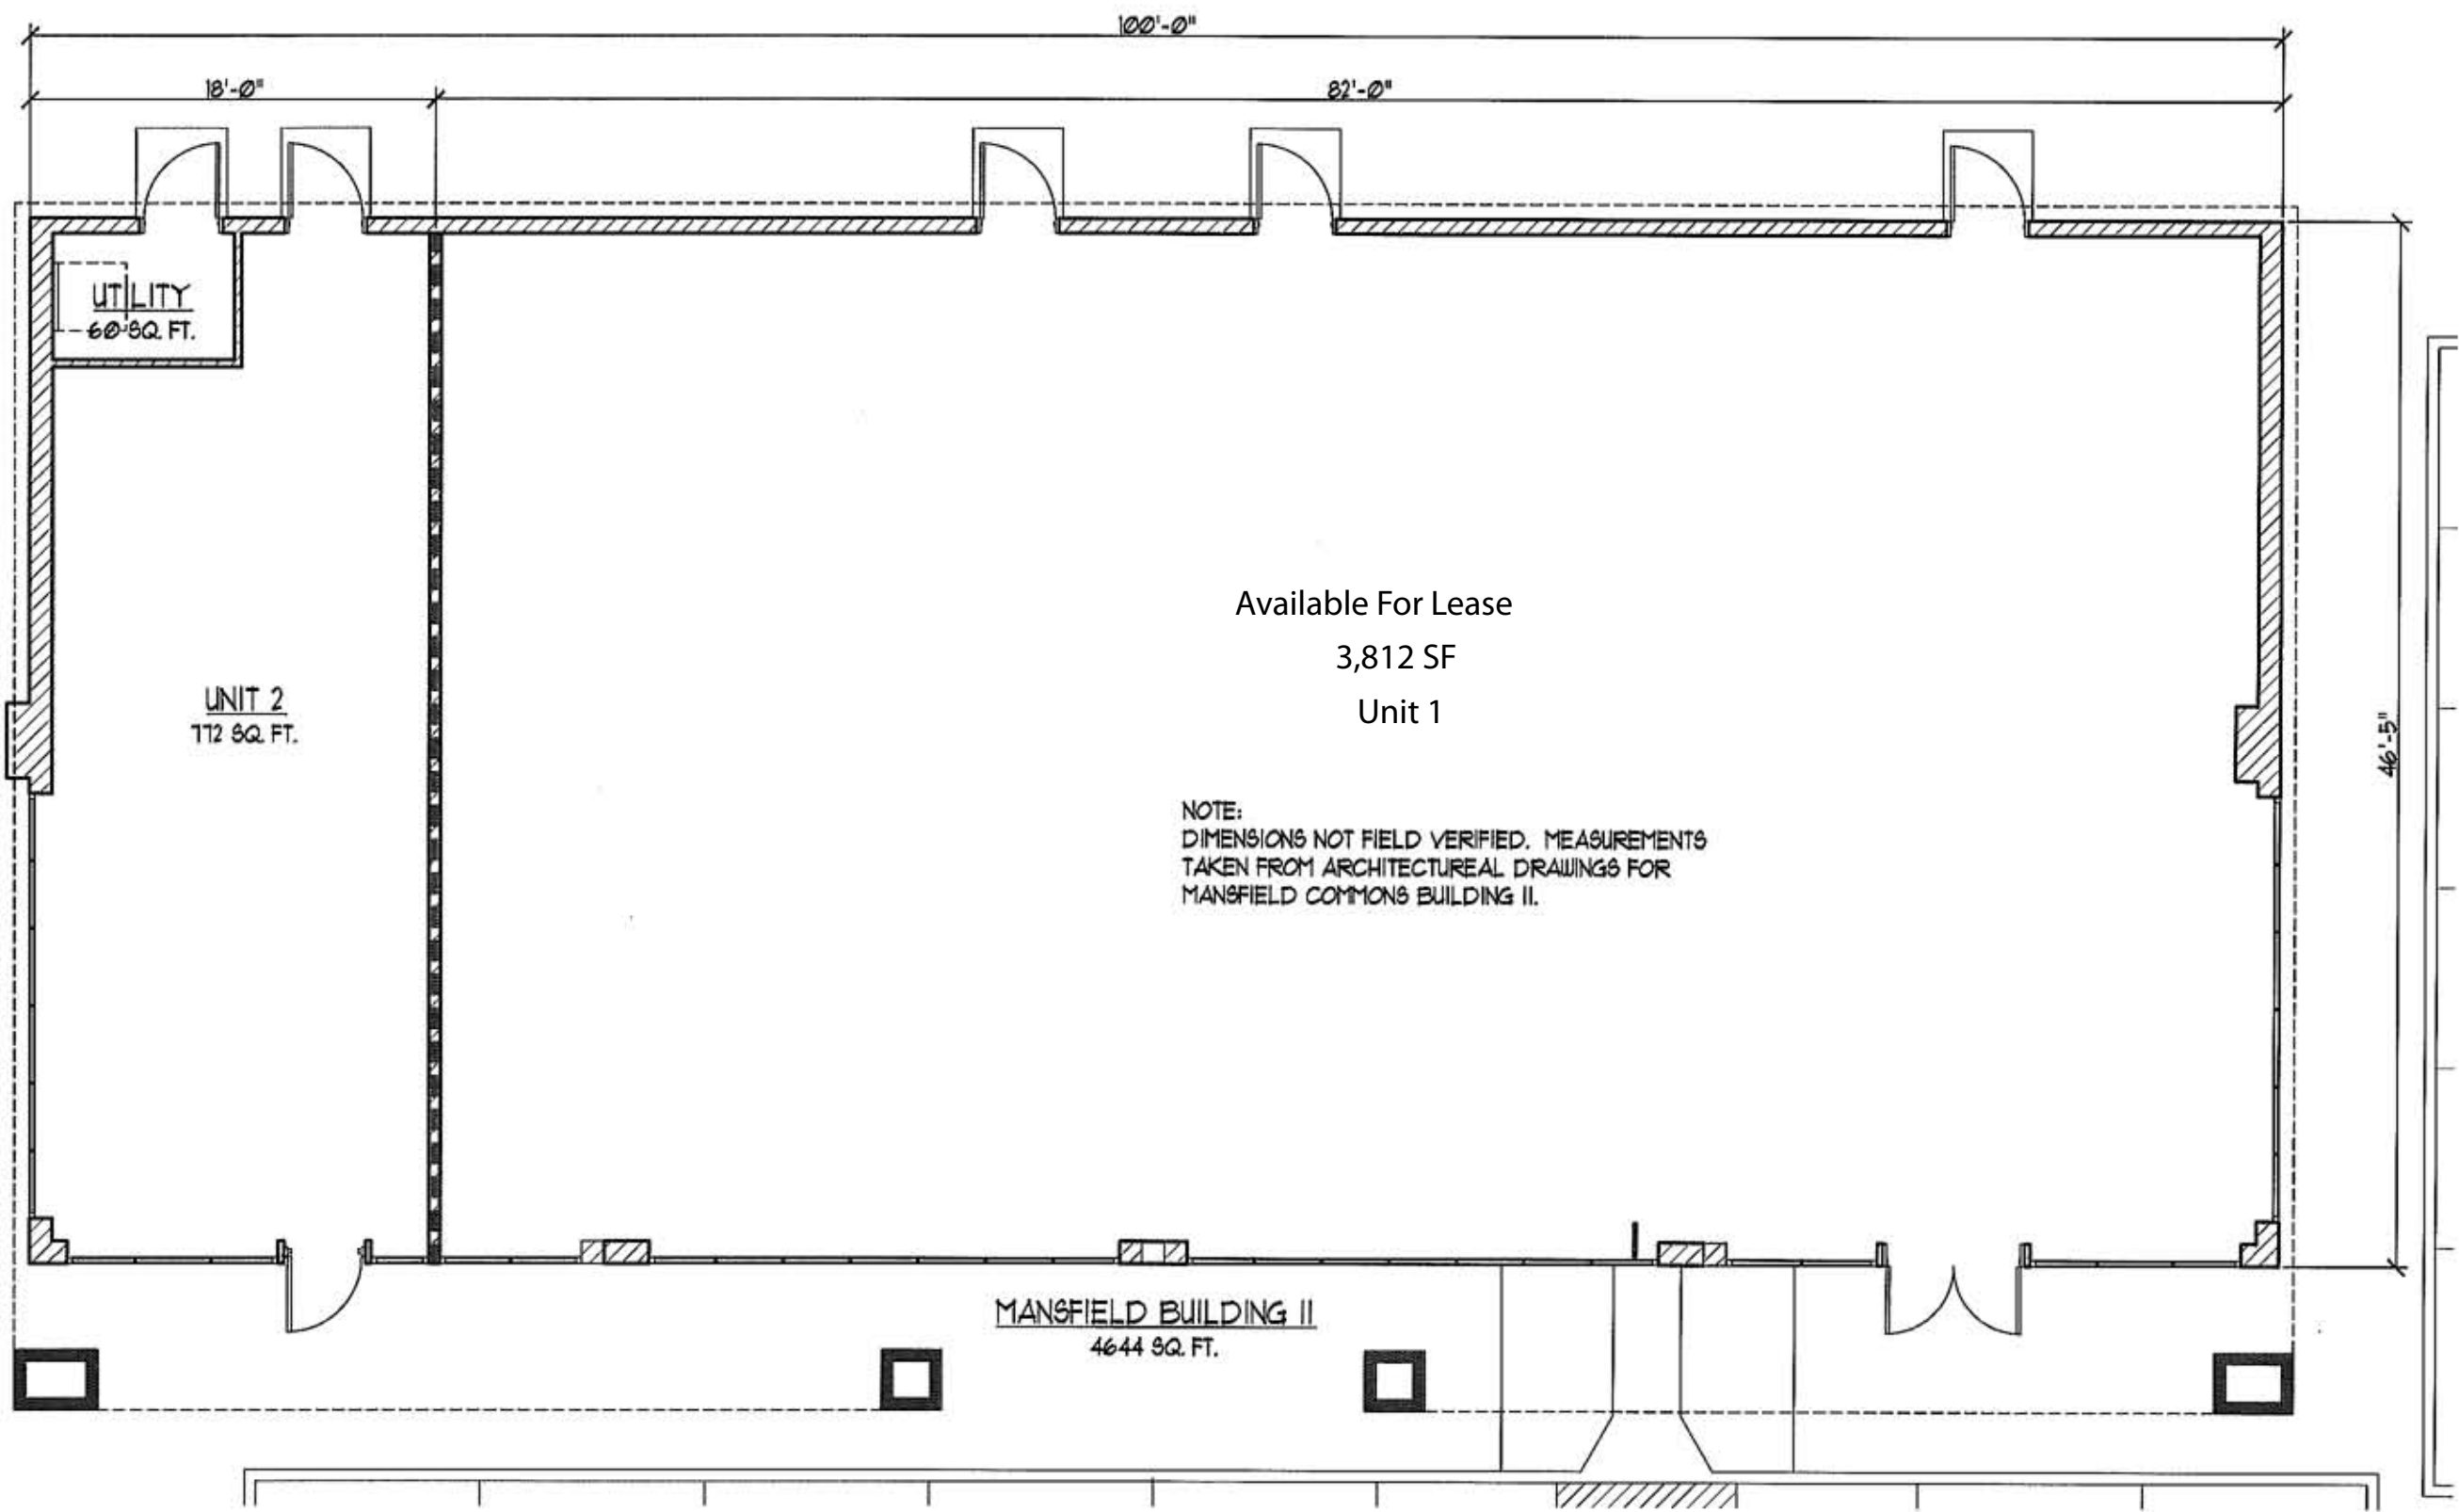 100'-0"
18'-0"
82'-0"
UTILITY
60 SQ. FT.
Available For Lease
3,812 SF
Unit 1
UNIT 2
772 SQ. FT.
46'-5"
NOTE:
DIMENSIONS NOT FIELD VERIFIED. MEASUREMENTS
TAKEN FROM ARCHITECTUREAL DRAWINGS FOR
MANSFIELD COMMONS BUILDING II.
MANSFIELD BUILDING II
4644 SQ. FT.